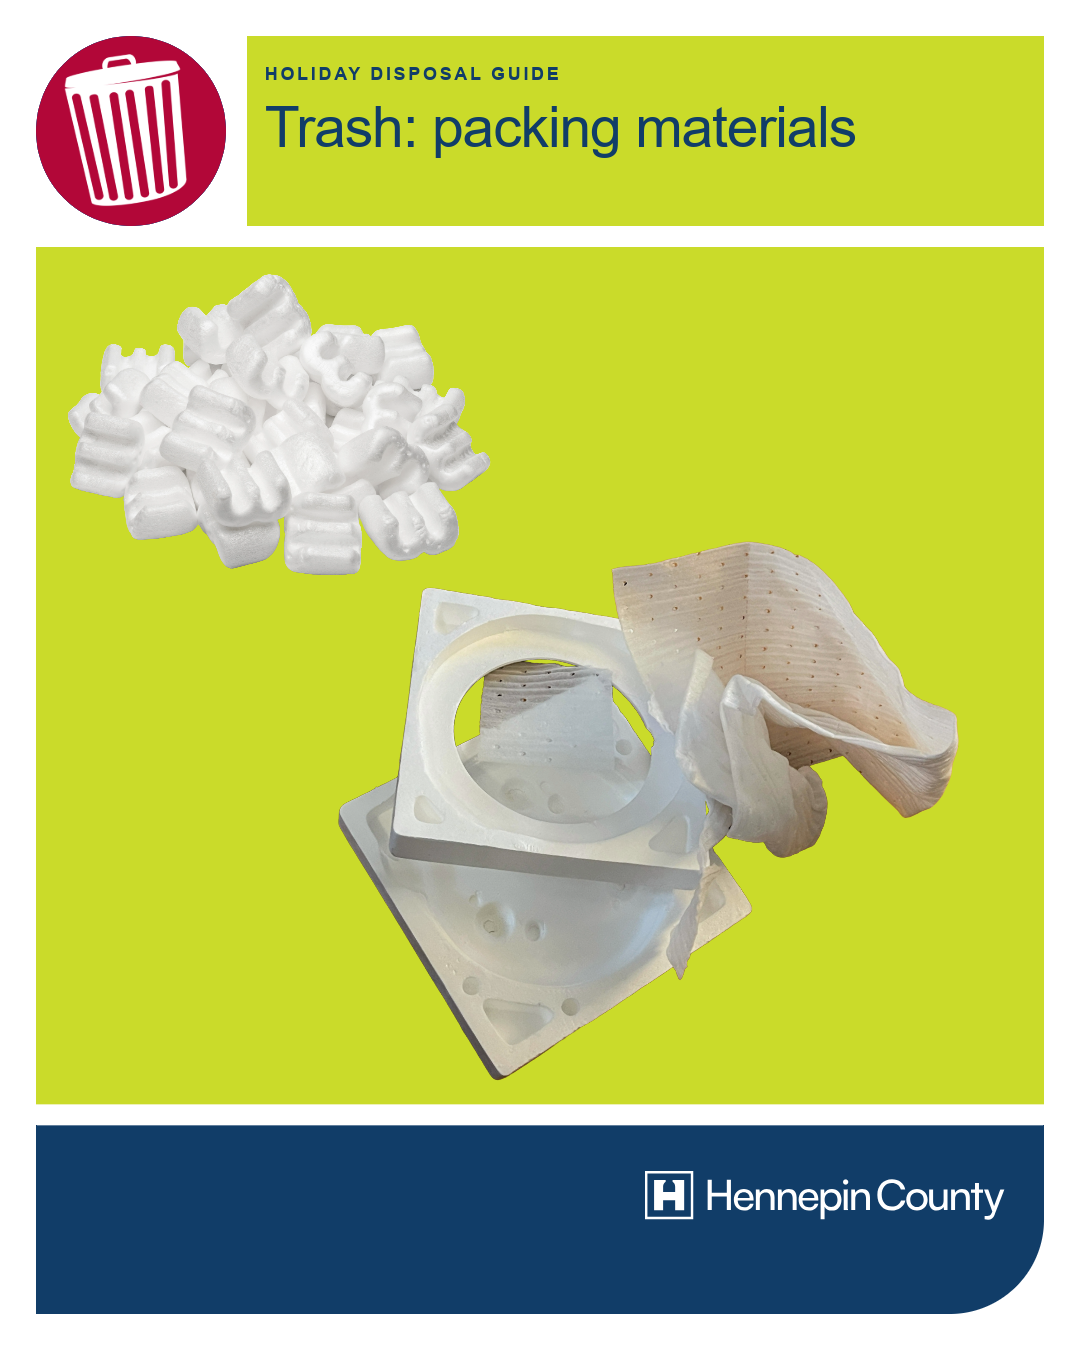 HOLIDAY DISPOSAL GUIDE
Trash: packing materials
H Hennepin County